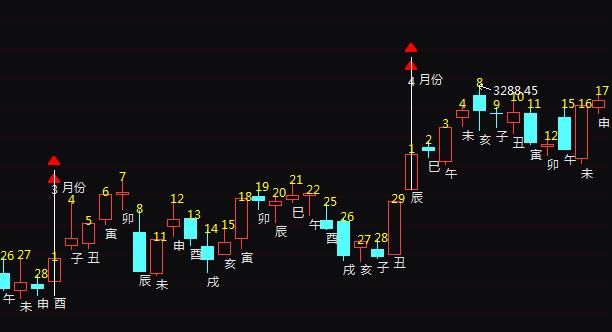 4 月份
8 3288.45
4 9 10 11 15 16 17
2 3 12
1 未 亥 子 丑 寅 卯 午 未 申
巳 午
辰
3 月份
4 5 6 7 8 11 12 13 14 15 18 19 20 21 22 25 26 27 28 29
26 27 28 1
子 丑 寅 卯 辰 未 申 酉 戌 亥 寅 卯 辰 巳 午 酉 戌 亥 子 丑
午 未 申 酉